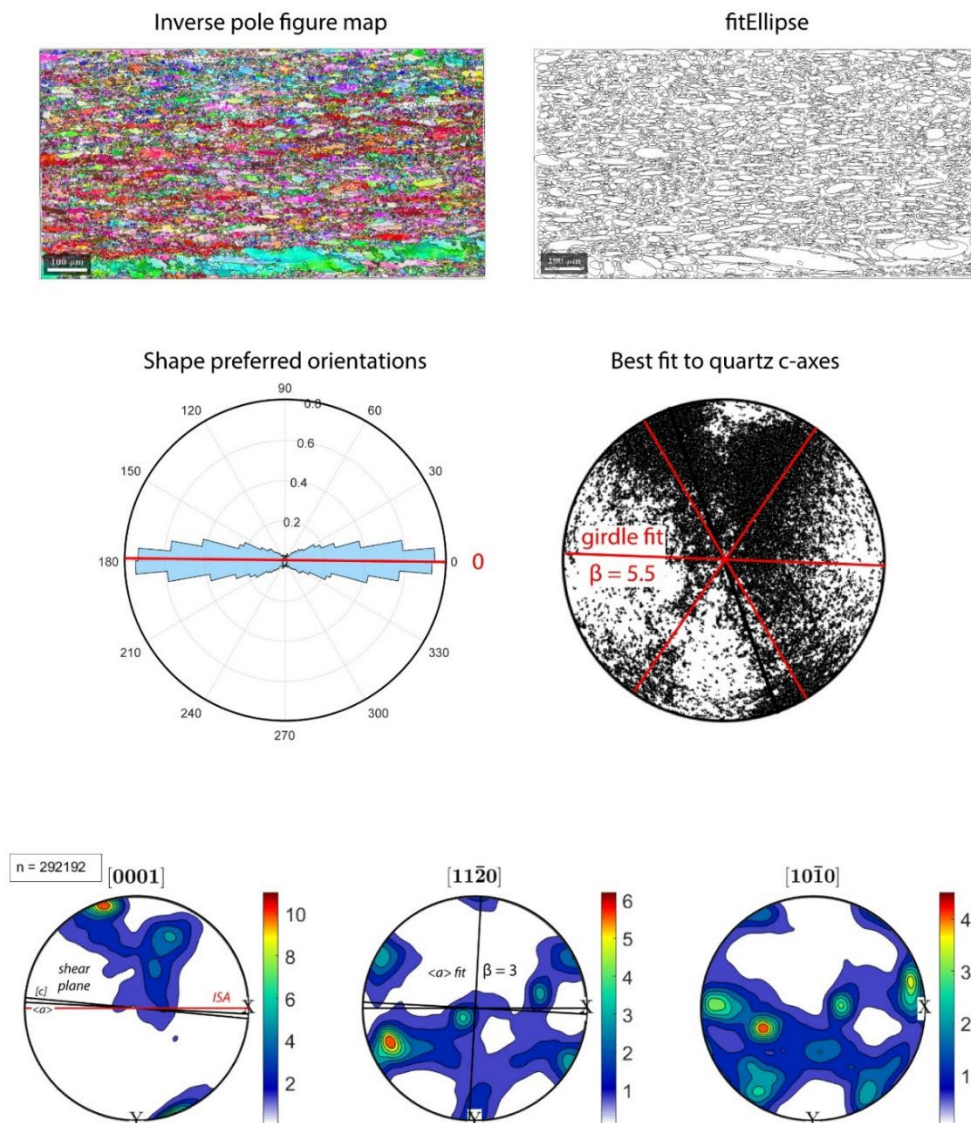 Inverse pole figure map
fitEllipse
100 μm
100 μm
Shape preferred orientations
Best fit to quartz c-axes
90
0.8
120
60
0.6
150
30
0.4
0.2
180
0
0
210
330
240
300
270
girdle fit
β = 5.5
n = 292192
[0001]
[112̅0]
[101̅0]
10
8
6
4
2
shear
plane
[c]
<a>
ISA
X
Y
6
5
4
3
2
1
<a> fit
β = 3
X
Y
4
3
2
1
X
Y